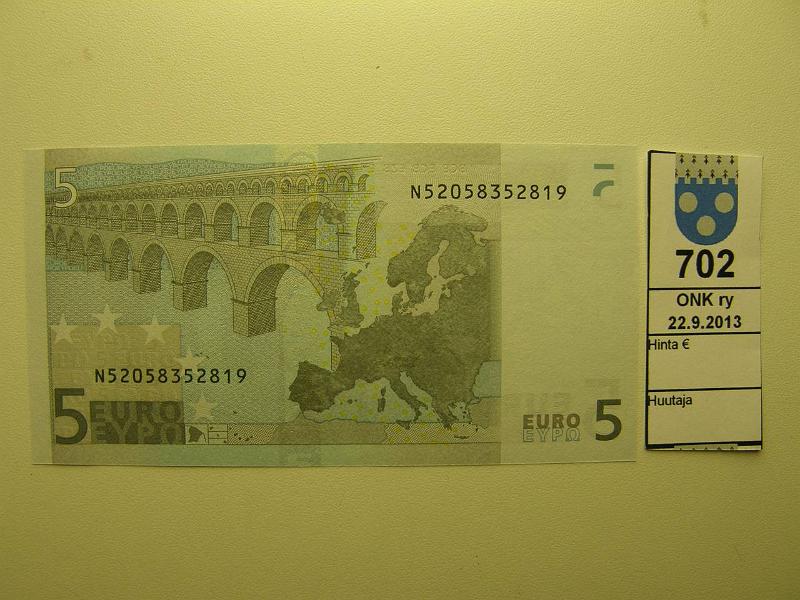 5
N52058352819
N52058352819
5 EURO
ΕΥΡΩ
EURO 5
ΕΥΡΩ
702
ONK ry
22.9.2013
Hinta €
Huutaja